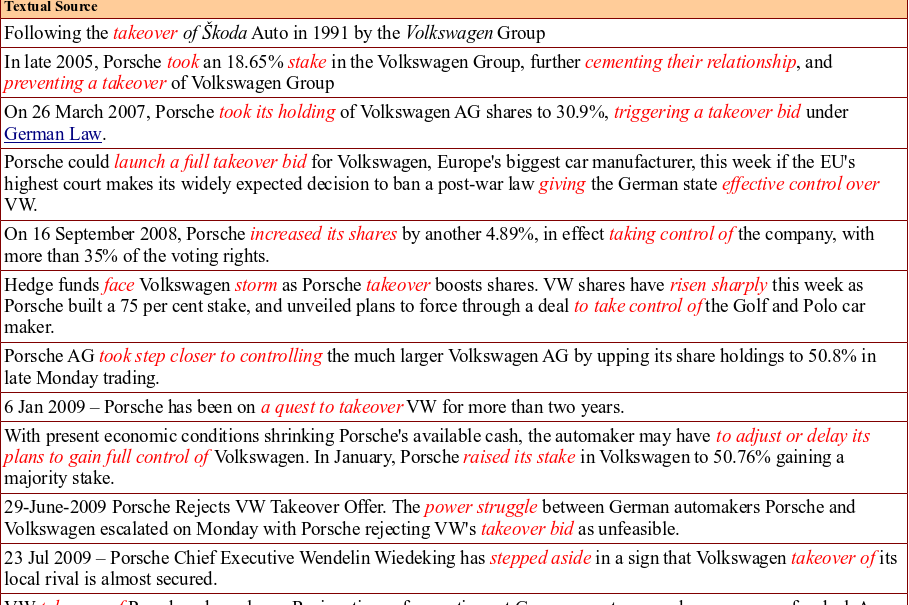 Textual Source
Following the takeover of Škoda Auto in 1991 by the Volkswagen Group
In late 2005, Porsche took an 18.65% stake in the Volkswagen Group, further cementing their relationship, and
preventing a takeover of Volkswagen Group
On 26 March 2007, Porsche took its holding of Volkswagen AG shares to 30.9%, triggering a takeover bid under
German Law.
Porsche could launch a full takeover bid for Volkswagen, Europe's biggest car manufacturer, this week if the EU's
highest court makes its widely expected decision to ban a post-war law giving the German state effective control over
VW.
On 16 September 2008, Porsche increased its shares by another 4.89%, in effect taking control of the company, with
more than 35% of the voting rights.
Hedge funds face Volkswagen storm as Porsche takeover boosts shares. VW shares have risen sharply this week as
Porsche built a 75 per cent stake, and unveiled plans to force through a deal to take control of the Golf and Polo car
maker.
Porsche AG took step closer to controlling the much larger Volkswagen AG by upping its share holdings to 50.8% in
late Monday trading.
6 Jan 2009 – Porsche has been on a quest to takeover VW for more than two years.
With present economic conditions shrinking Porsche's available cash, the automaker may have to adjust or delay its
plans to gain full control of Volkswagen. In January, Porsche raised its stake in Volkswagen to 50.76% gaining a
majority stake.
29-June-2009 Porsche Rejects VW Takeover Offer. The power struggle between German automakers Porsche and
Volkswagen escalated on Monday with Porsche rejecting VW's takeover bid as unfeasible.
23 Jul 2009 – Porsche Chief Executive Wendelin Wiedeking has stepped aside in a sign that Volkswagen takeover of its
local rival is almost secured.